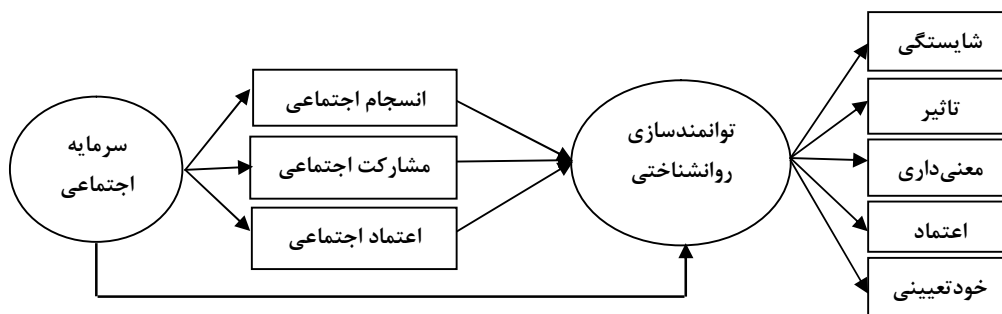 سرمایه
اجتماعی
انسجام اجتماعی
مشارکت اجتماعی
اعتماد اجتماعی
توانمندسازی
روانشناختی
شایستگی
تاثیر
معنی‌داری
اعتماد
خودتعیینی